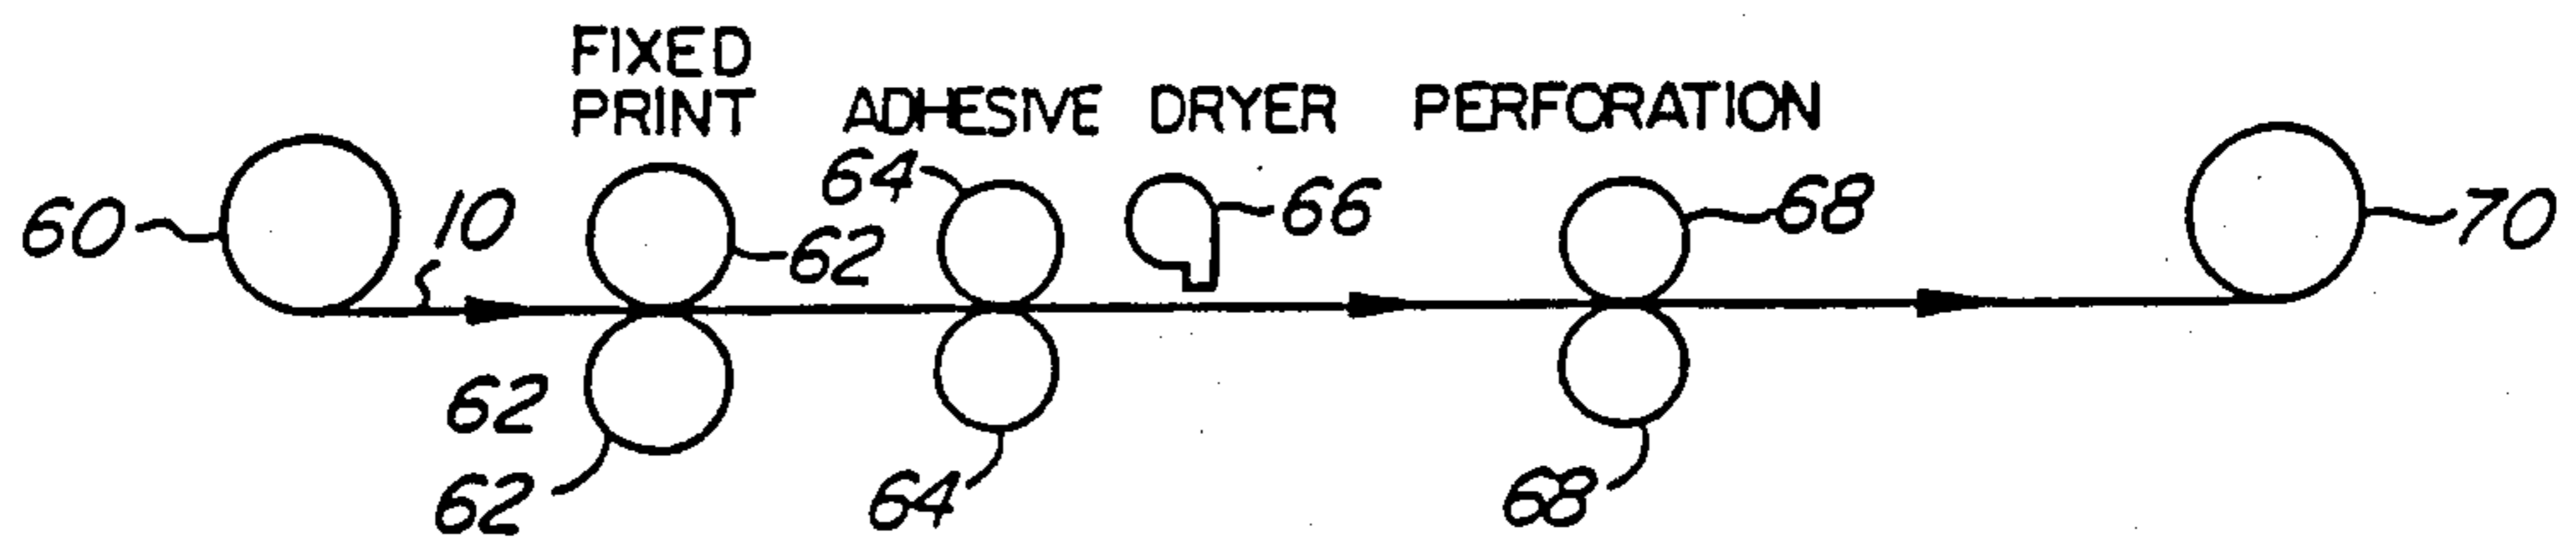 FIXED
PRINT ADHESIVE DRYER PERFORATION
64 66 68
60 10 62 70
62
62 64 68